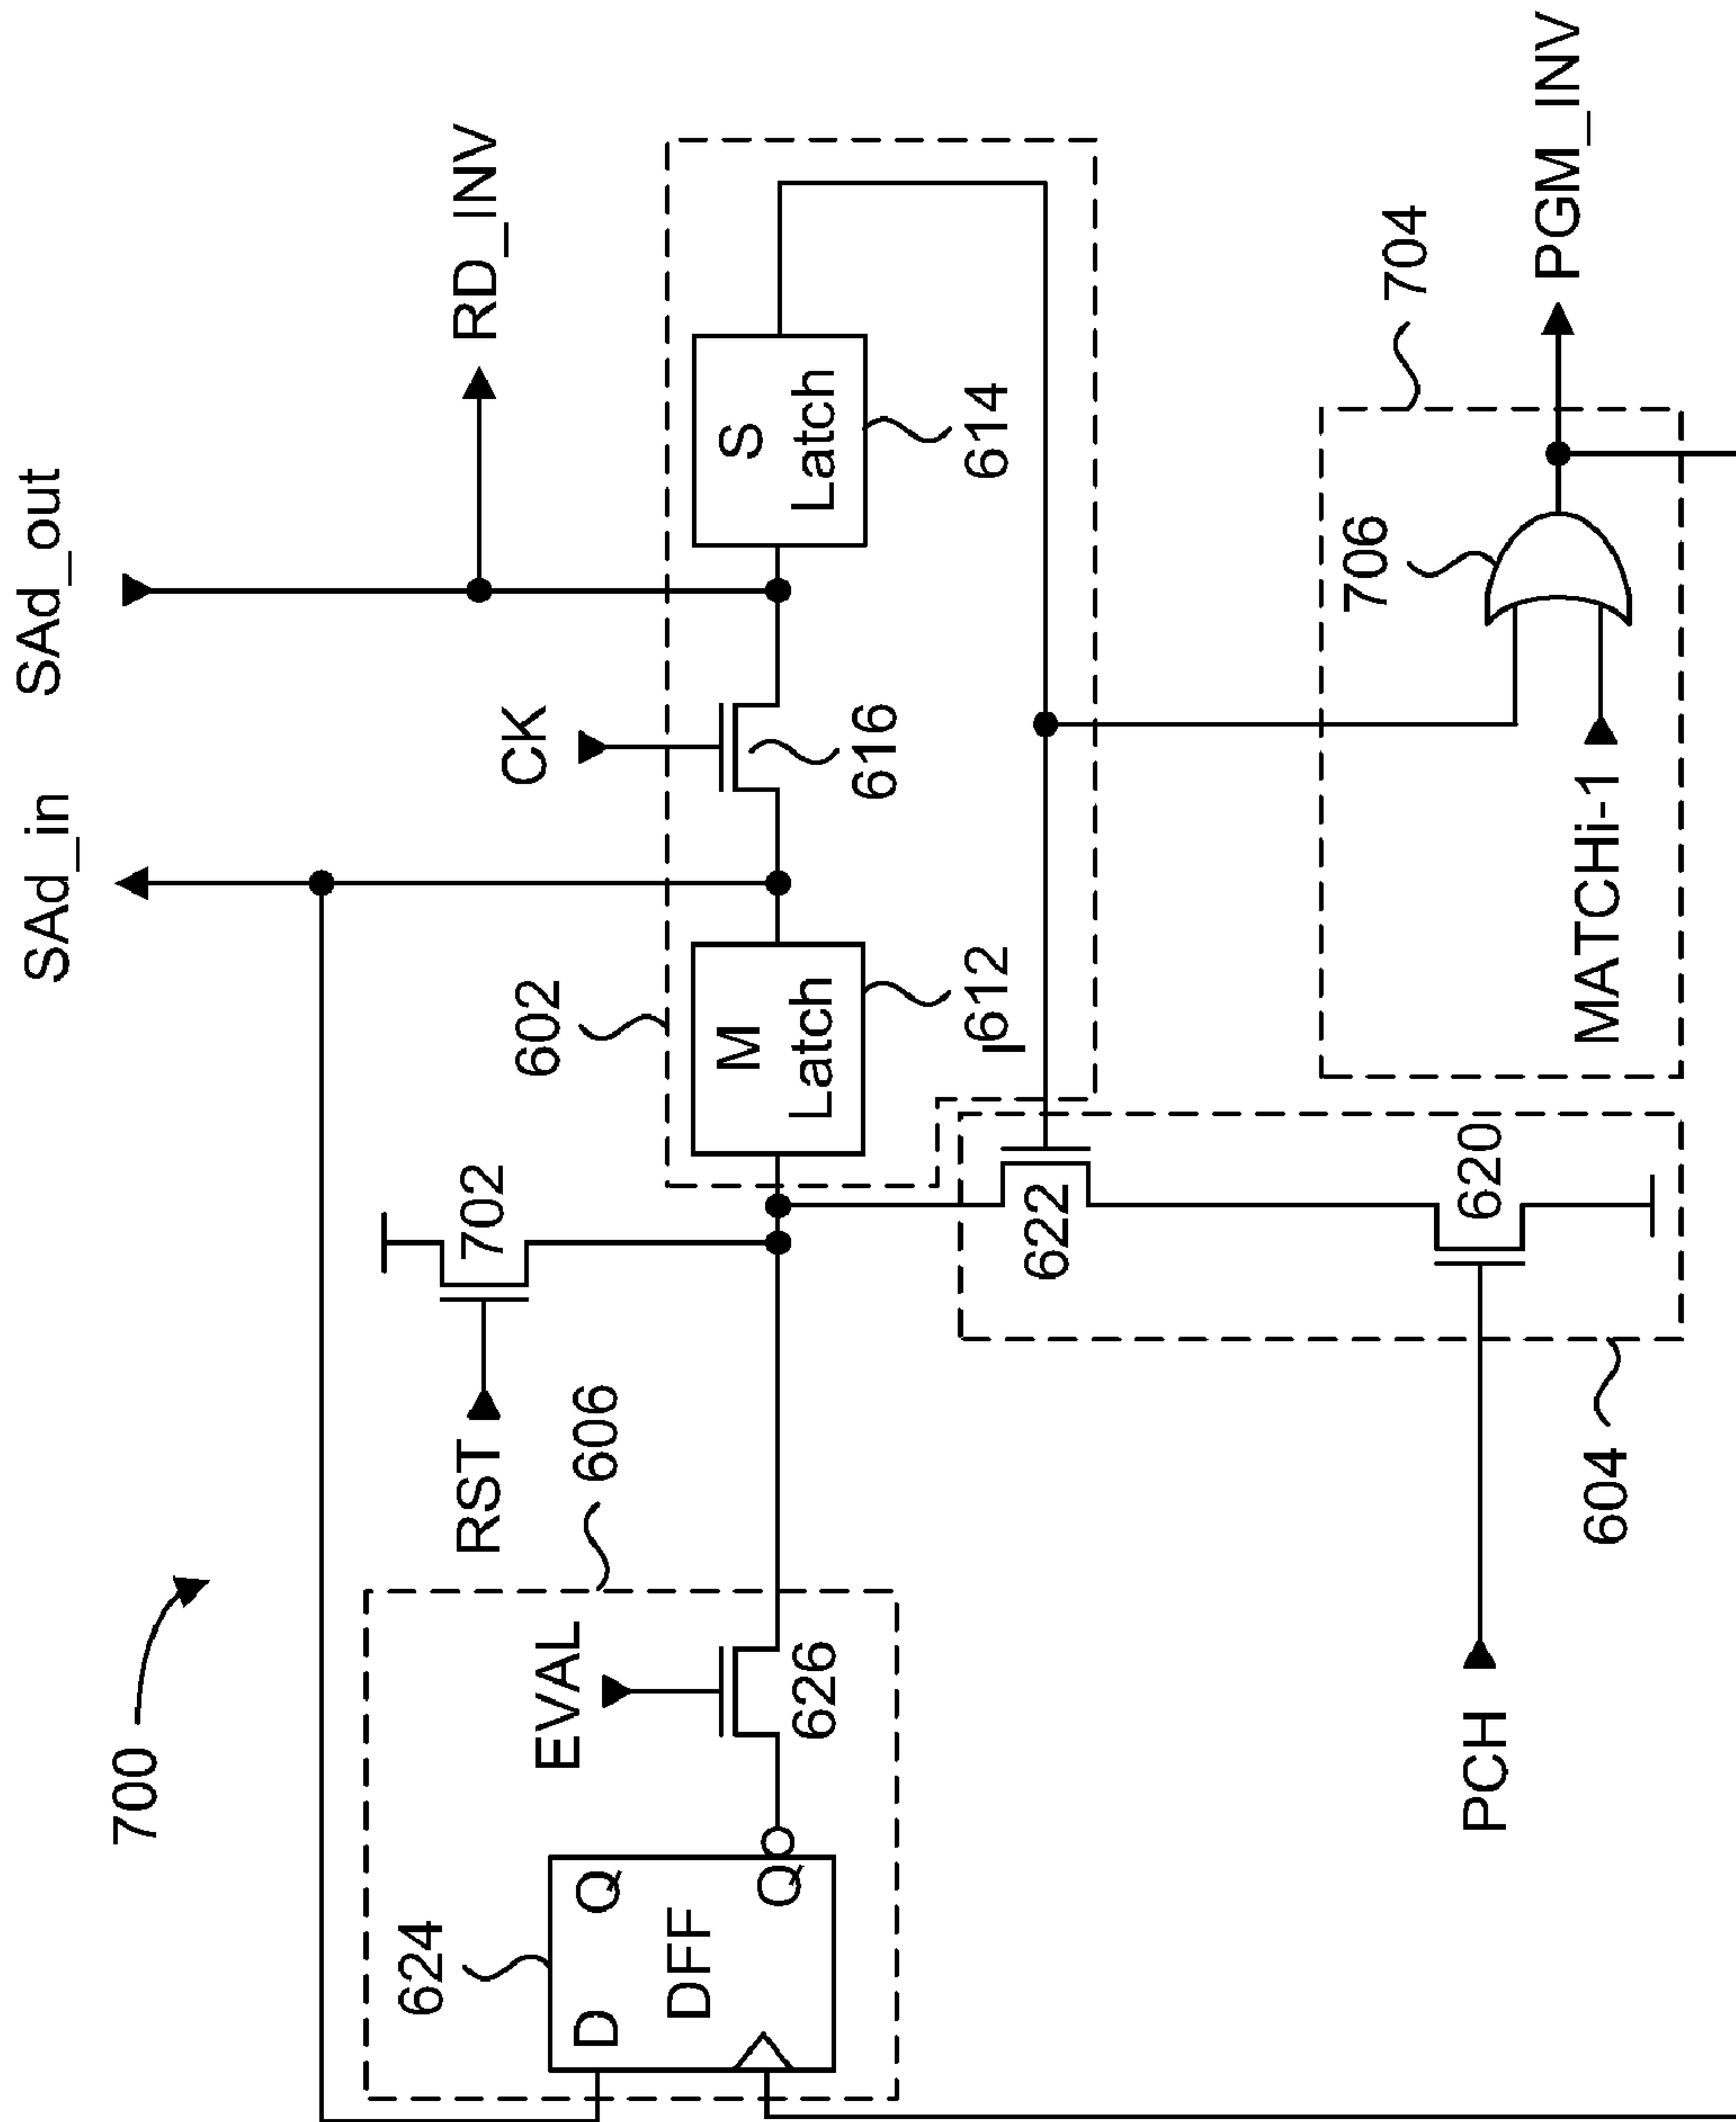 700
SAd_in
SAd_out
RST
702
CK
RD_INV
606
602
624
EVAL
D
Q
DFF
Q
626
M
Latch
612
616
S
Latch
614
622
620
PCH
604
MATCHi-1
706
704
PGM_INV